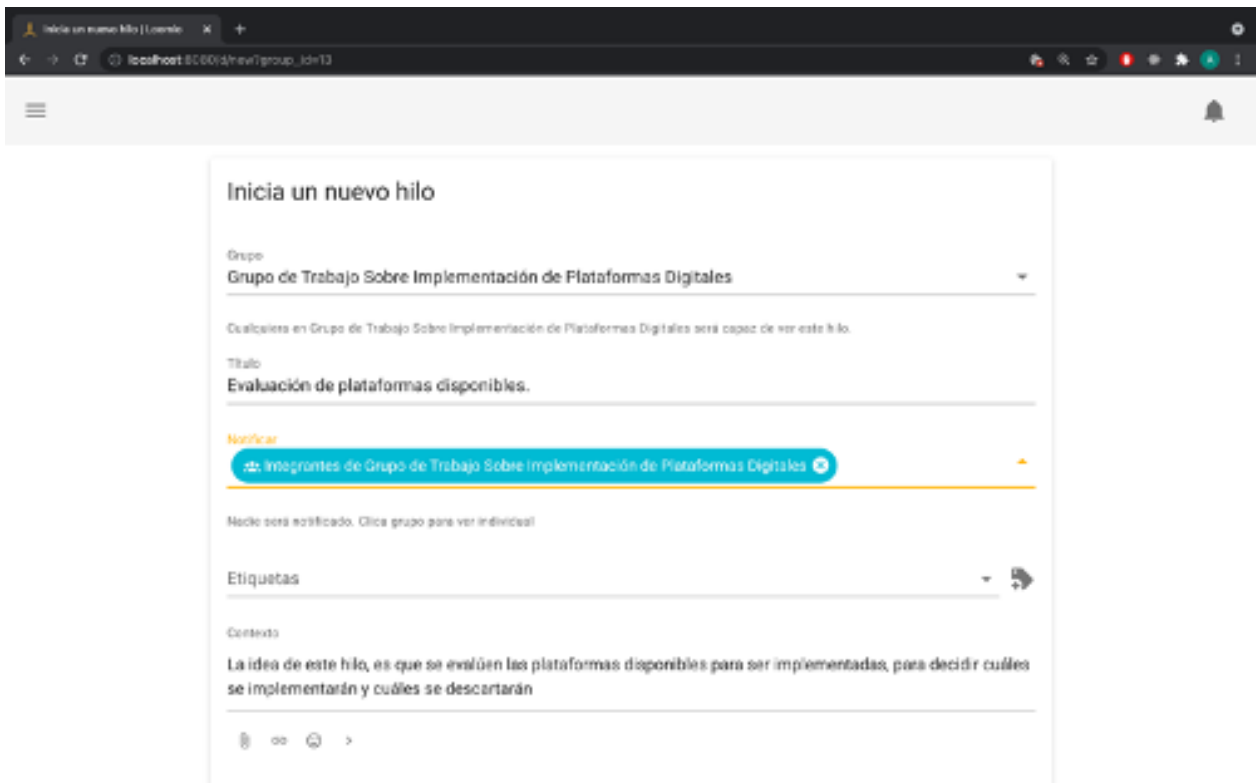 Inicia un nuevo hilo | Loomio
localhost:8080/d/new?group_id=13
Inicia un nuevo hilo
Grupo
Grupo de Trabajo Sobre Implementación de Plataformas Digitales
Cualquiera en Grupo de Trabajo Sobre Implementación de Plataformas Digitales será capaz de ver este hilo.
Título
Evaluación de plataformas disponibles.
Notificar
Integrantes de Grupo de Trabajo Sobre Implementación de Plataformas Digitales
Nadie será notificado. Clica grupo para ver individual
Etiquetas
Contexto
La idea de este hilo, es que se evalúen las plataformas disponibles para ser implementadas, para decidir cuáles
se implementarán y cuáles se descartarán